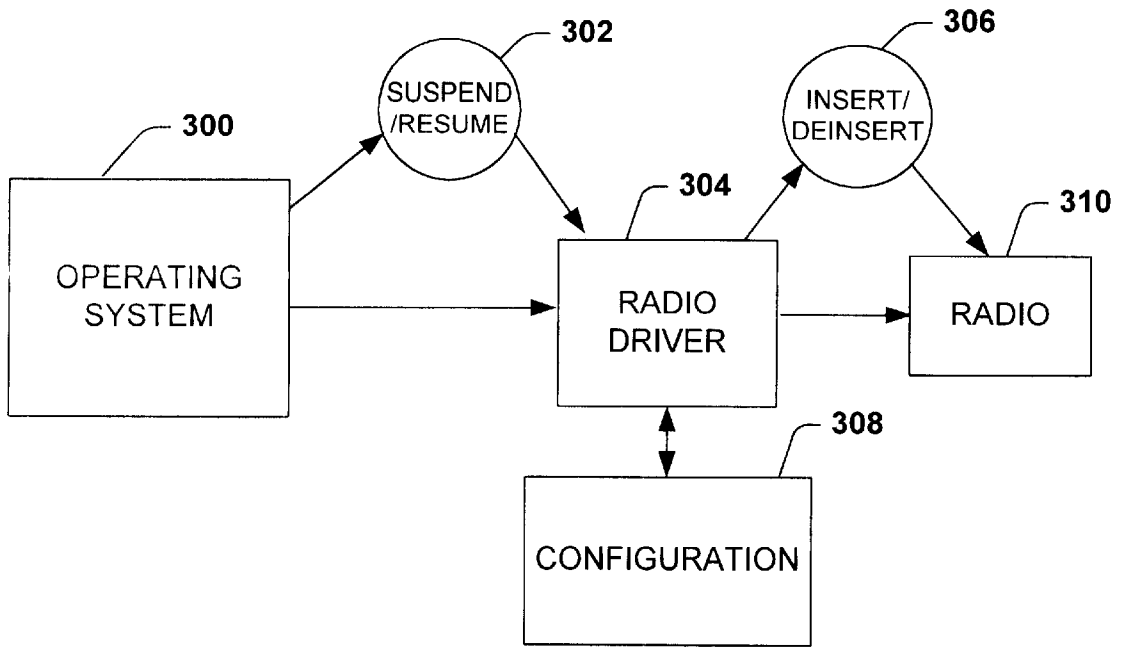 302
SUSPEND
/RESUME
306
INSERT/
DEINSERT
300
OPERATING
SYSTEM
304
RADIO
DRIVER
310
RADIO
308
CONFIGURATION